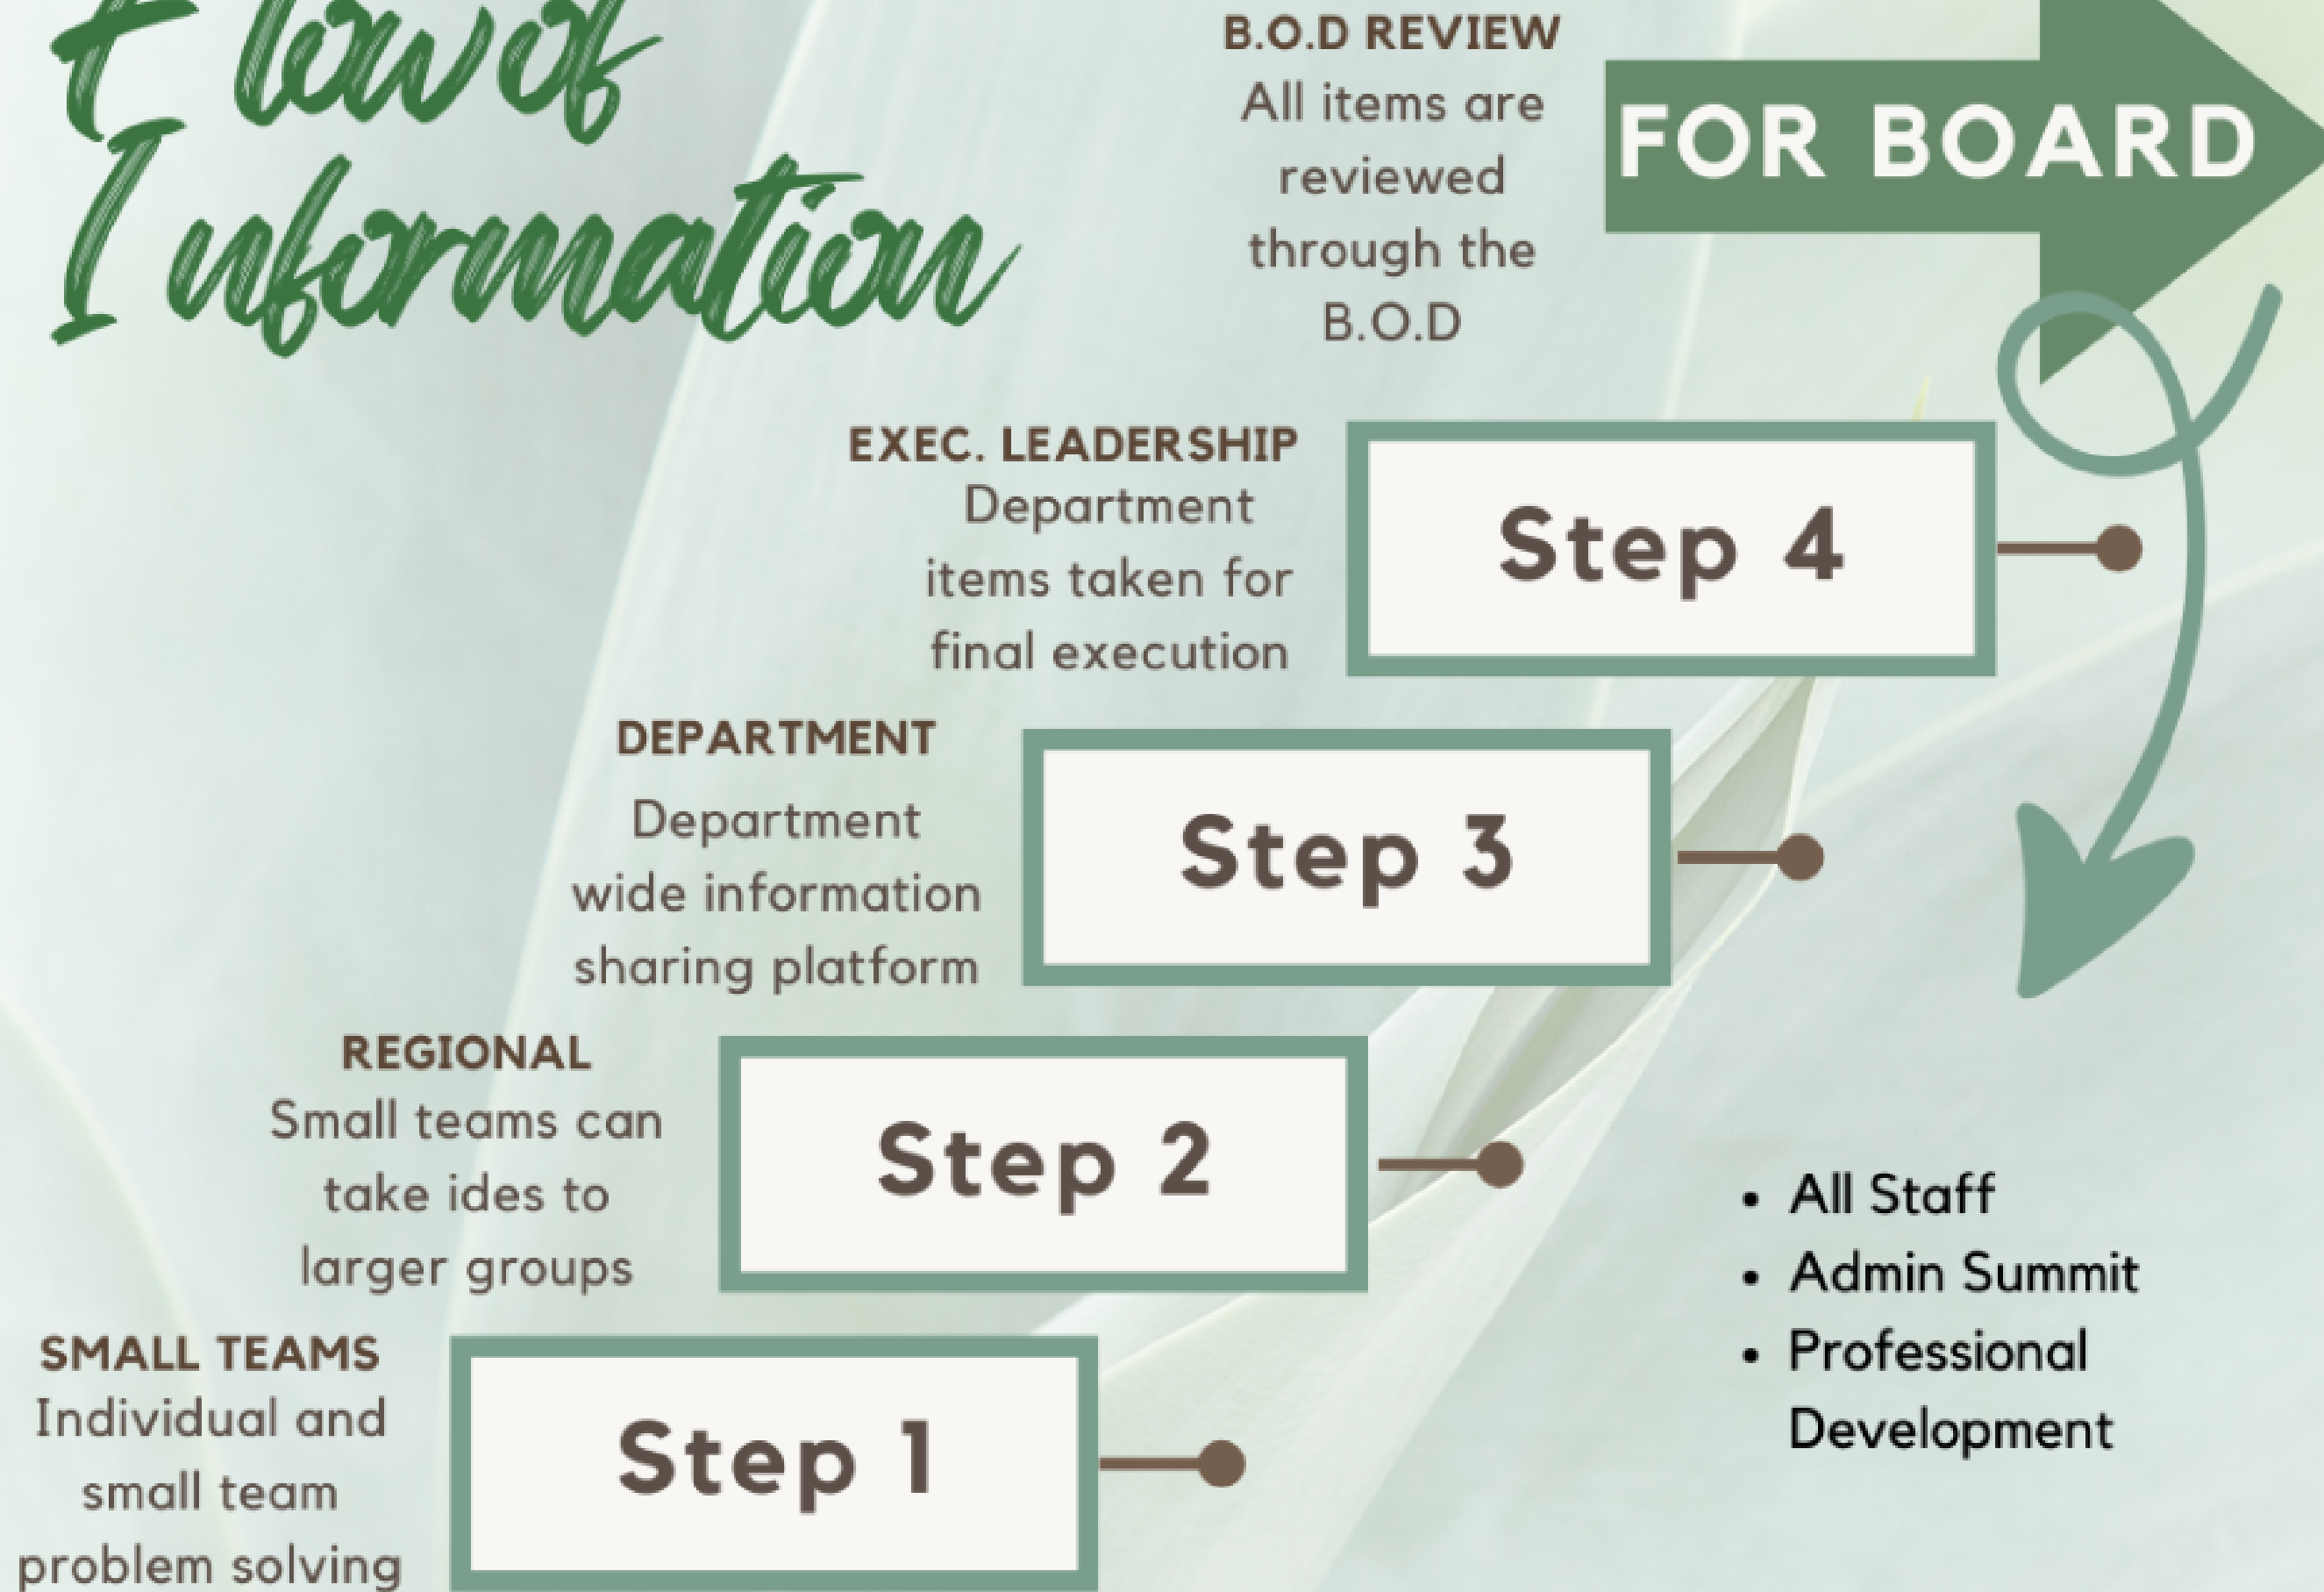 Flow of
Information
B.O.D REVIEW
All items are
reviewed
through the
B.O.D
FOR BOARD
EXEC. LEADERSHIP
Department
items taken for
final execution
Step 4
DEPARTMENT
Department
wide information
sharing platform
Step 3
REGIONAL
Small teams can
take ides to
larger groups
Step 2
SMALL TEAMS
Individual and
small team
problem solving
Step 1
• All Staff
• Admin Summit
• Professional
Development